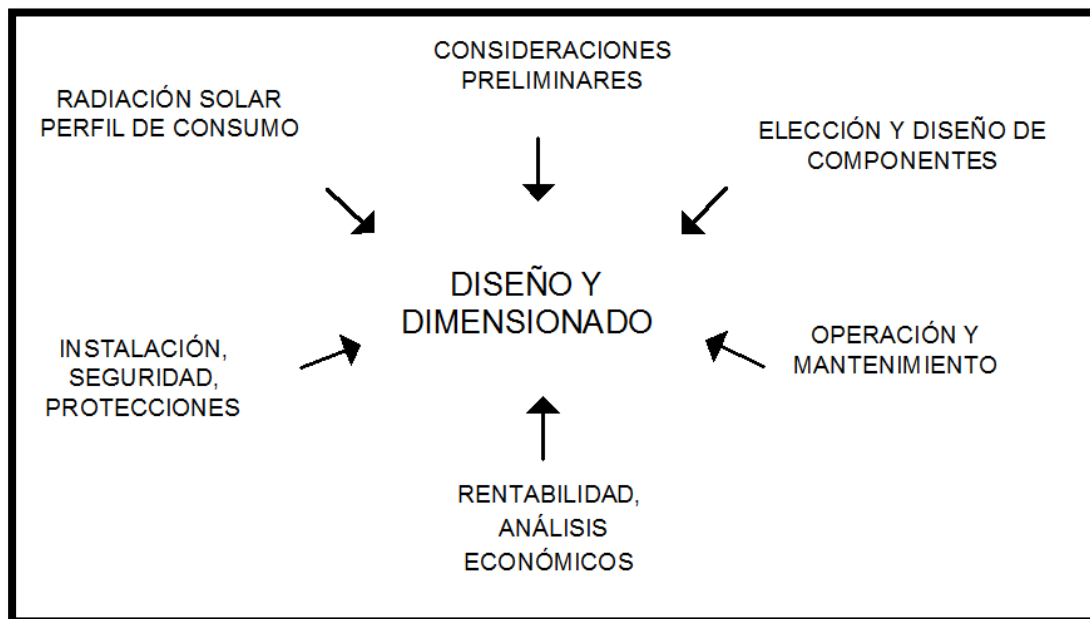 CONSIDERACIONES
PRELIMINARES
RADIACIÓN SOLAR
PERFIL DE CONSUMO
ELECCIÓN Y DISEÑO DE
COMPONENTES
DISEÑO Y
DIMENSIONADO
INSTALACIÓN,
SEGURIDAD,
PROTECCIONES
OPERACIÓN Y
MANTENIMIENTO
RENTABILIDAD,
ANÁLISIS
ECONÓMICOS